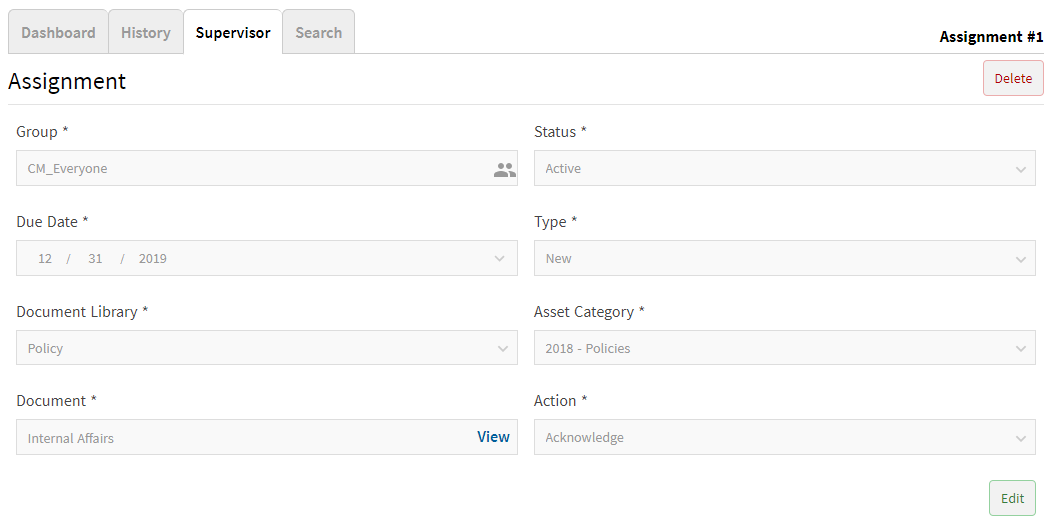 Dashboard History Supervisor Search
Assignment #1
Assignment Delete
Group * Status *
CM_Everyone Active
Due Date * Type *
12 / 31 / 2019 New
Document Library * Asset Category *
Policy 2018 - Policies
Document * Action *
Internal Affairs View Acknowledge
Edit